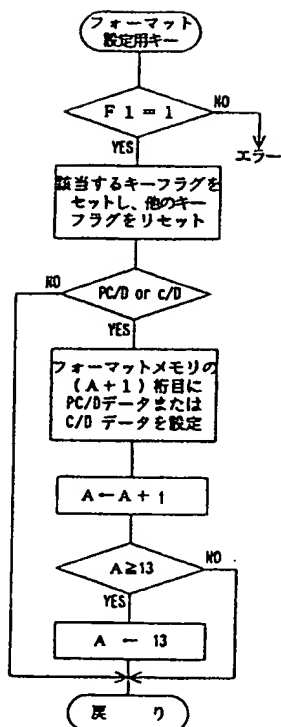 フォーマット
設定用キー
F1=1
NO
YES
エラー
該当するキーフラグを
セットし、他のキー
フラグをリセット
NO
PC/D or c/D
YES
フォーマットメモリの
(A+1)桁目に
PC/Dデータまたは
C/D データを設定
A←A+1
A≧13
NO
YES
A ← 13
戻 り